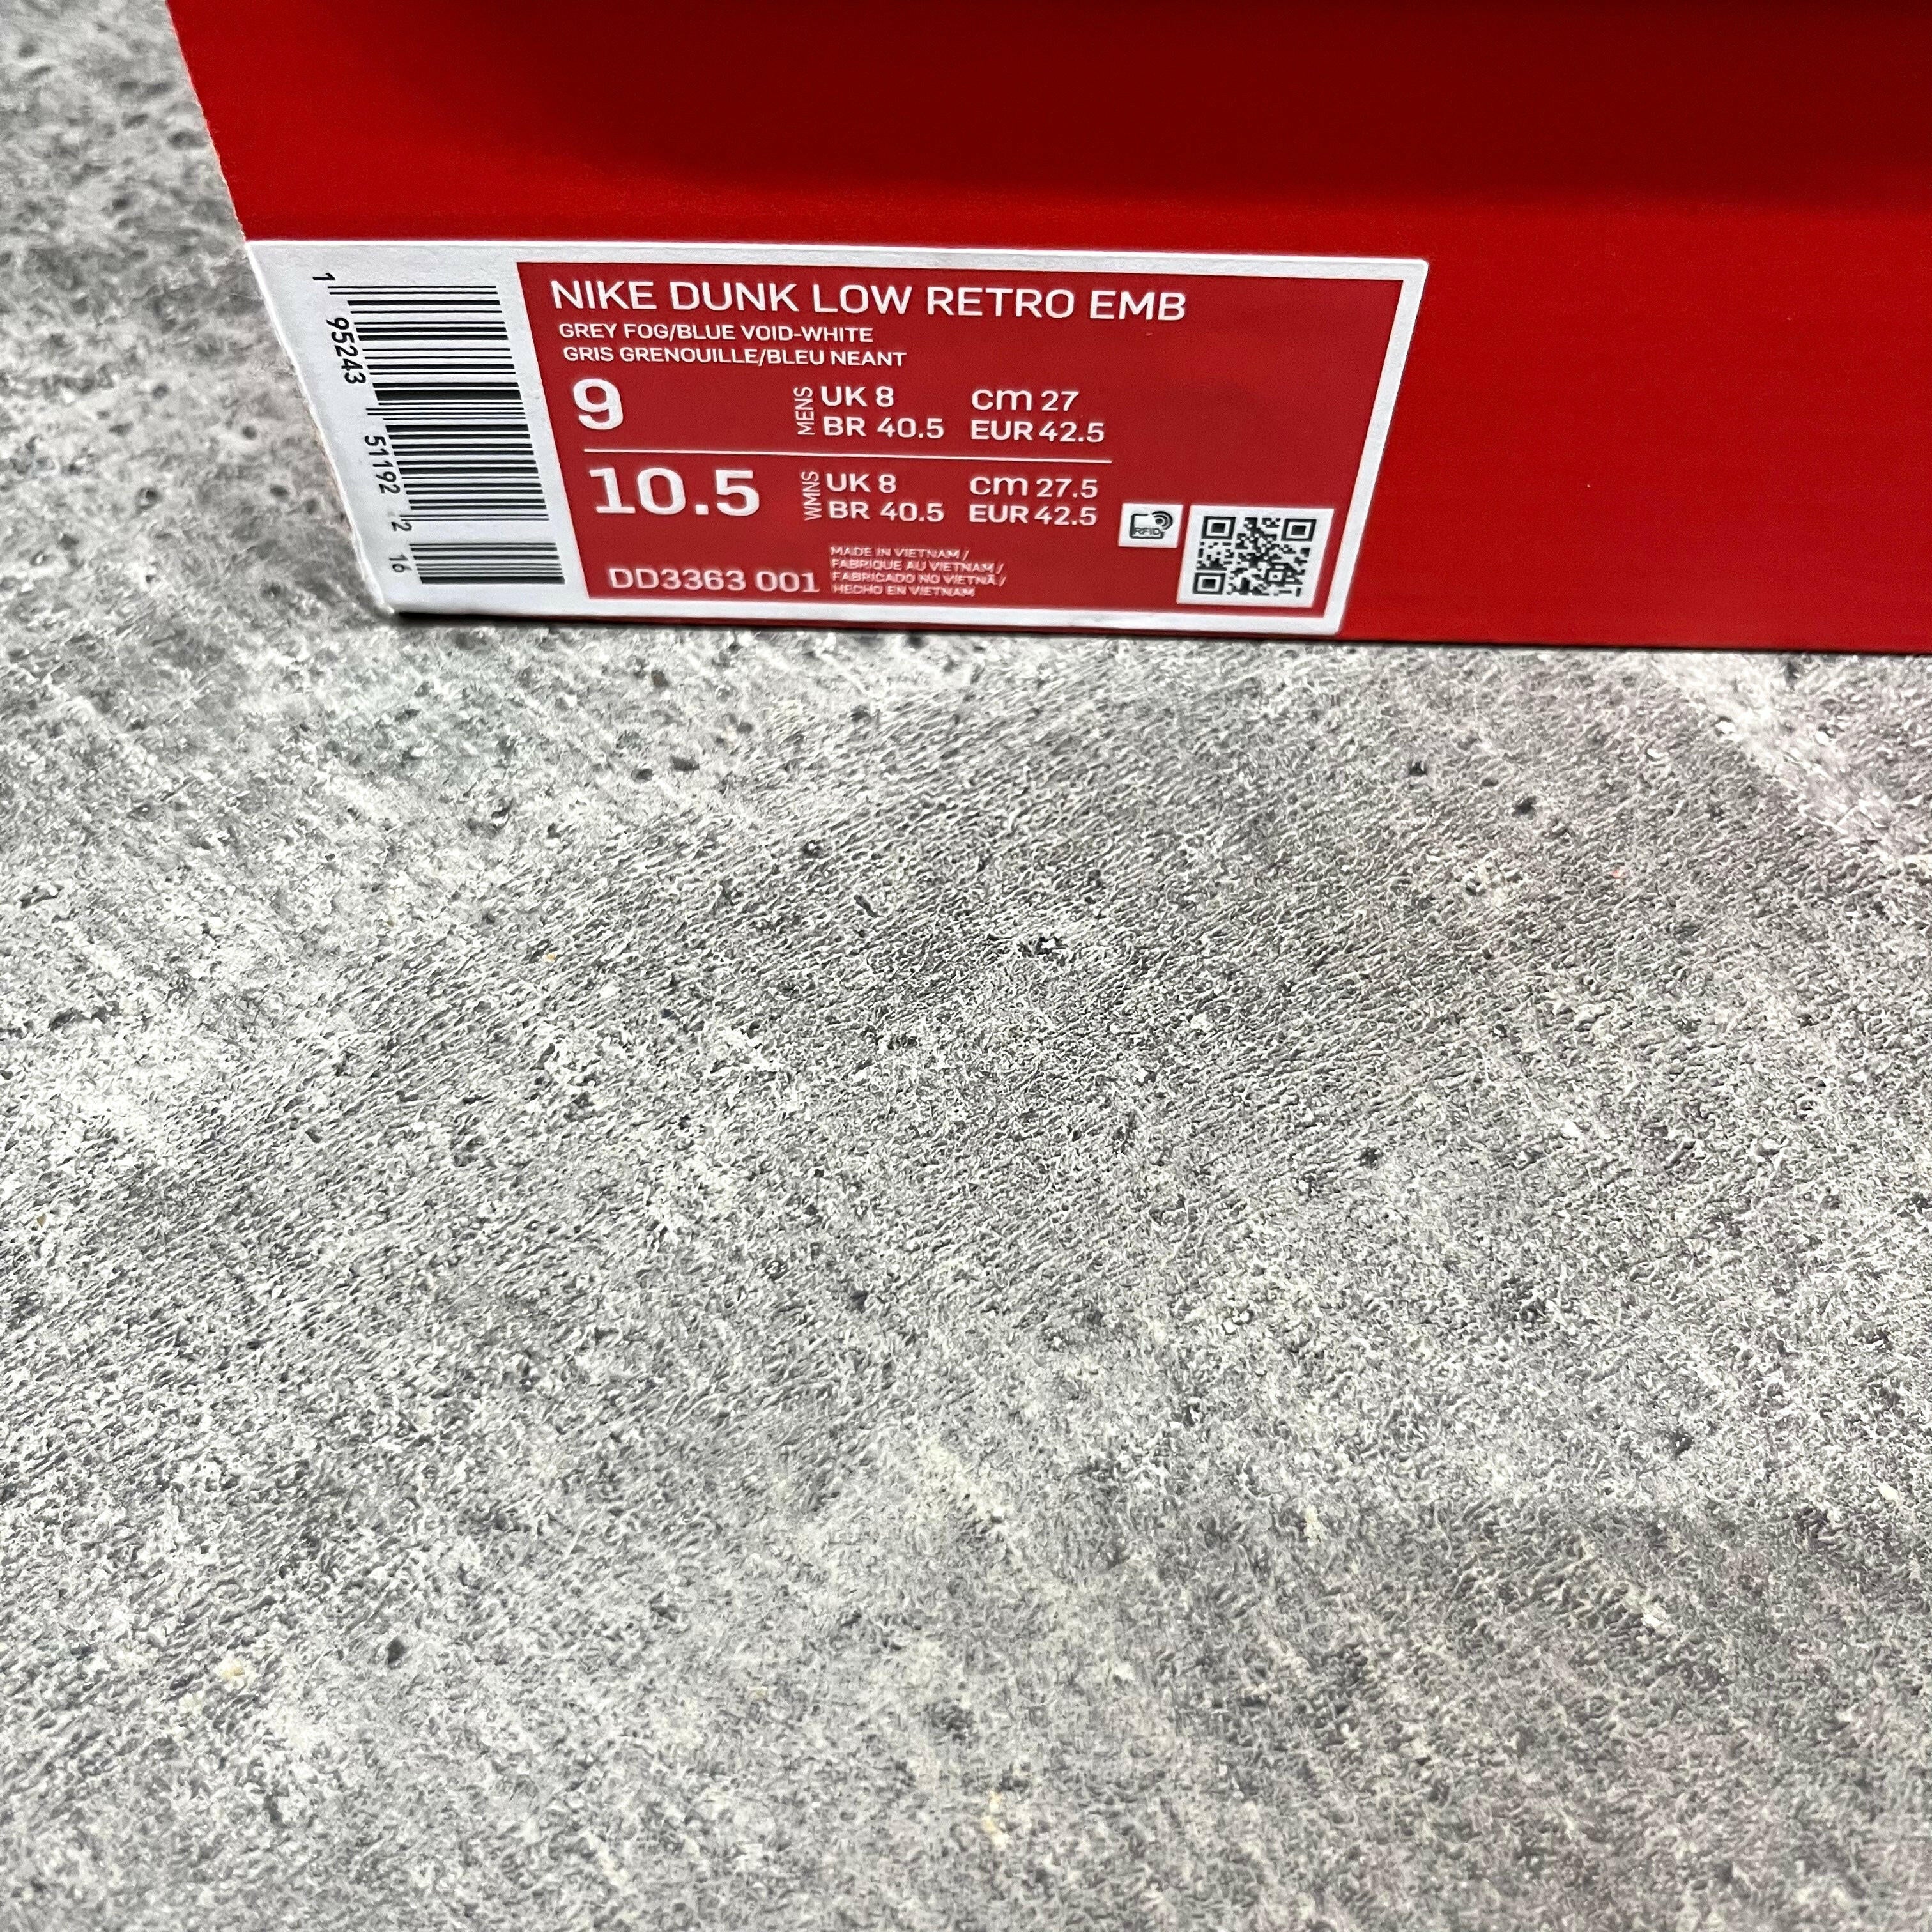 NIKE DUNK LOW RETRO EMB
GREY FOG/BLUE VOID-WHITE
GRIS GRENOUILLE/BLEU NEANT
9
MENS
UK 8 cm 27
BR 40.5 EUR 42.5
10.5
WMNS
UK 8 cm 27.5
BR 40.5 EUR 42.5
DD3363 001
MADE IN VIETNAM /
FABRIQUE AU VIETNAM /
FABRICADO NO VIETNÃ /
HECHO EN VIETNAM
RFID
1 95243 51192 2 16